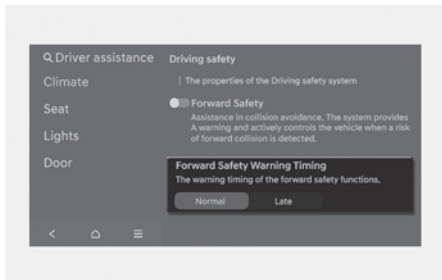 Driver assistance
Climate
Seat
Lights
Door
Driving safety
The properties of the Driving safety system
Forward Safety
Assistance in collision avoidance, The system provides
A warning and actively controls the vehicle when a risk
of forward collision is detected,
Forward Safety Warning Timing
The warning timing of the forward safety functions,
Normal Late